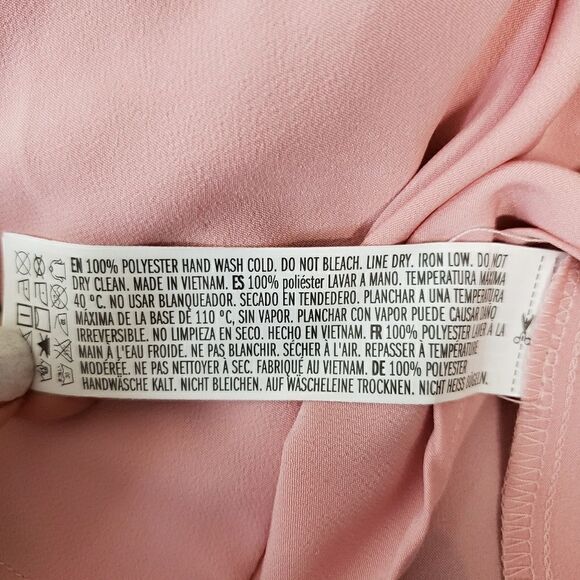 EN 100% POLYESTER HAND WASH COLD. DO NOT BLEACH. LINE DRY. IRON LOW. DO NOT
DRY CLEAN. MADE IN VIETNAM. ES 100% poliéster LAVAR A MANO. TEMPERATURA MÁXIMA
40 ºC. NO USAR BLANQUEADOR. SECADO EN TENDEDERO. PLANCHAR A UNA TEMPERATURA
MÁXIMA DE LA BASE DE 110 ºC, SIN VAPOR. PLANCHAR CON VAPOR PUEDE CAUSAR DAÑO
IRREVERSIBLE. NO LIMPIEZA EN SECO. HECHO EN VIETNAM. FR 100% POLYESTER LAVER À LA
MAIN À L'EAU FROIDE. NE PAS BLANCHIR. SÉCHER À L'AIR. REPASSER À TEMPÉRATURE
MODÉRÉE. NE PAS NETTOYER À SEC. FABRIQUÉ AU VIETNAM. DE 100% POLYESTER
HANDWÄSCHE KALT. NICHT BLEICHEN. AUF WÄSCHELEINE TROCKNEN. NICHT HEISS BÜGELN.